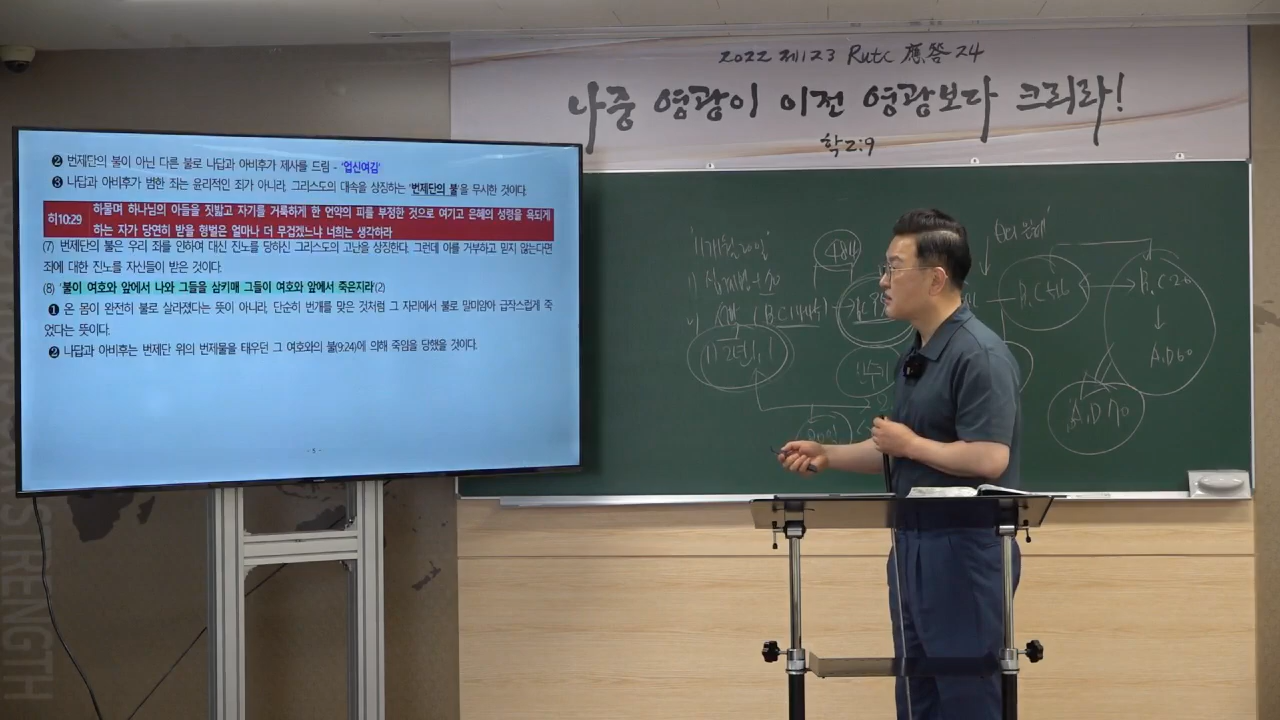 2022 제123 Rutc 應答 24
나중 영광이 이전 영광보다 크리라!
학2:9
❷ 번제단의 불이 아닌 다른 불로 나답과 아비후가 제사를 드림 - '업신여김'
❸ 나답과 아비후가 범한 죄는 윤리적인 죄가 아니라, 그리스도의 대속을 상징하는 '번제단의 불'을 무시한 것이다.
히10:29
하물며 하나님의 아들을 짓밟고 자기를 거룩하게 한 언약의 피를 부정한 것으로 여기고 은혜의 성령을 욕되게
하는 자가 당연히 받을 형벌은 얼마나 더 무겁겠느냐 너희는 생각하라
(7) 번제단의 불은 우리 죄를 인하여 대신 진노를 당하신 그리스도의 고난을 상징한다. 그런데 이를 거부하고 믿지 않는다면
죄에 대한 진노를 자신들이 받은 것이다.
(8) '불이 여호와 앞에서 나와 그들을 삼키매 그들이 여호와 앞에서 죽은지라'(2)
❶ 온 몸이 완전히 불로 살라졌다는 뜻이 아니라, 단순히 번개를 맞은 것처럼 그 자리에서 불로 말미암아 급작스럽게 죽
었다는 뜻이다.
❷ 나답과 아비후는 번제단 위의 번제물을 태우던 그 여호와의 불(9:24)에 의해 죽임을 당했을 것이다.
11개월 20일
480
1)
민수기
B.C 516
B.C 20
A.D 60
A.D 70
STRENGTH